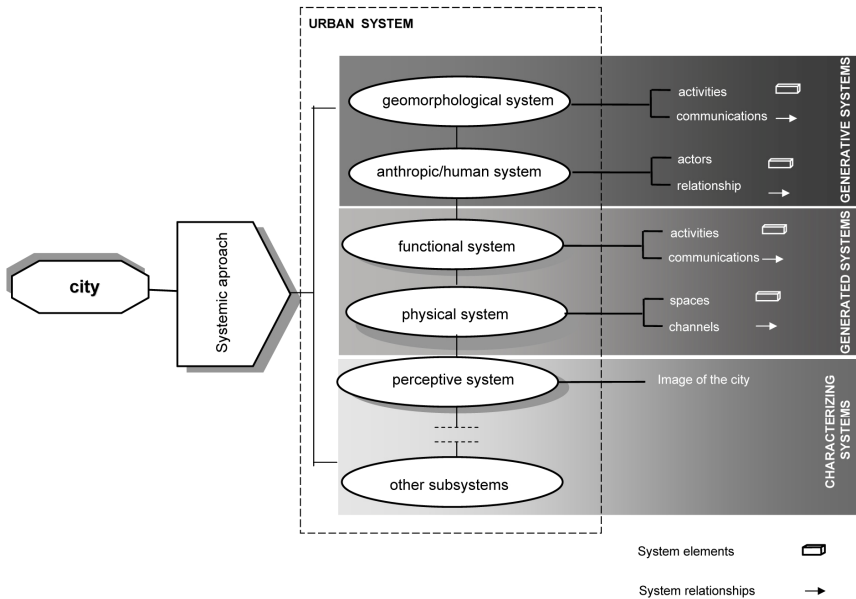 URBAN SYSTEM
geomorphological system
activities
communications
anthropic/human system
actors
relationship
GENERATIVE SYSTEMS
functional system
activities
communications
physical system
spaces
channels
GENERATED SYSTEMS
city
Systemic aproach
perceptive system
Image of the city
other subsystems
CHARACTERIZING
SYSTEMS
System elements
System relationships